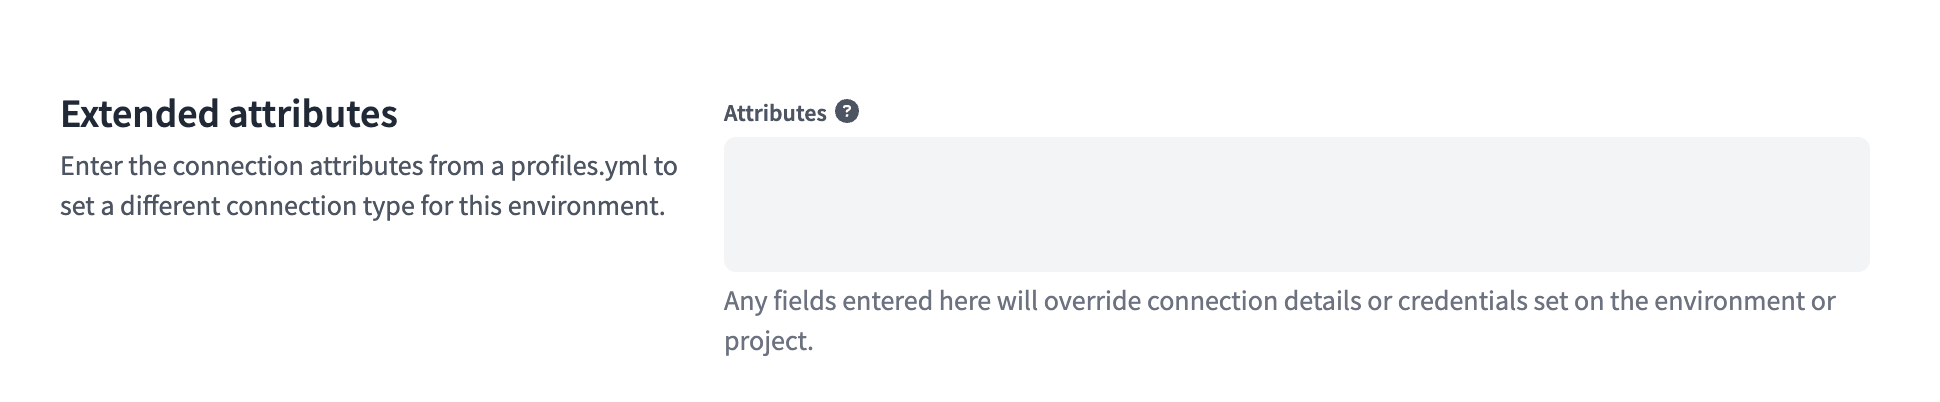 Extended attributes
Enter the connection attributes from a profiles.yml to
set a different connection type for this environment.
Attributes ?
Any fields entered here will override connection details or credentials set on the environment or
project.